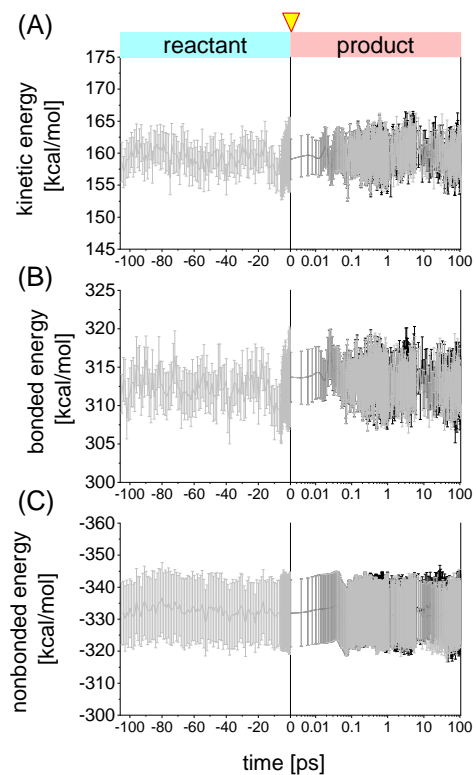 (A)
reactant product
kinetic energy
[kcal/mol]
175
170
165
160
155
150
145
-100 -80 -60 -40 -20 0 0.01 0.1 1 10 100
(B)
bonded energy
[kcal/mol]
325
320
315
310
305
300
-100 -80 -60 -40 -20 0 0.01 0.1 1 10 100
(C)
nonbonded energy
[kcal/mol]
-360
-350
-340
-330
-320
-310
-300
-100 -80 -60 -40 -20 0 0.01 0.1 1 10 100
time [ps]